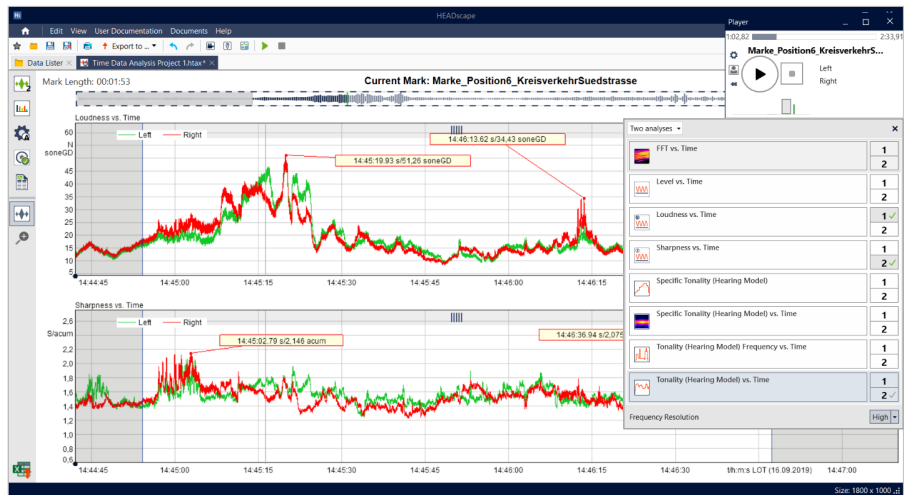 HEADscape
Edit View User Documentation Documents Help
Export to ...
Data Lister × Time Data Analysis Project 1.htax* ×
Mark Length: 00:01:53
Current Mark: Marke_Position6_KreisverkehrSuedstrasse
Loudness vs. Time
Left Right
60
N
soneGD
45
40
35
30
25
20
15
10
5
14:45:19.93 s/51,26 soneGD
14:46:13.62 s/34,43 soneGD
14:44:45 14:45:00 14:45:15 14:45:30 14:45:45 14:46:00 14:46:15
Sharpness vs. Time
Left Right
2,6
S/acum
2,2
2,0
1,8
1,6
1,4
1,2
1,0
0,8
0,6
14:45:02.79 s/2,146 acum
14:46:36.94 s/2,075
14:44:45 14:45:00 14:45:15 14:45:30 14:45:45 14:46:00 14:46:15 14:46:30 t/h:m:s LOT (16.09.2019) 14:47:00
Size: 1800 x 1000
Player
1:02,82 2:33,91
Marke_Position6_KreisverkehrS...
Left
Right
Two analyses
FFT vs. Time 1
2
Level vs. Time 1
2
Loudness vs. Time 1
2
Sharpness vs. Time 1
2
Specific Tonality (Hearing Model) 1
2
Specific Tonality (Hearing Model) vs. Time 1
2
Tonality (Hearing Model) Frequency vs. Time 1
2
Tonality (Hearing Model) vs. Time 1
2
Frequency Resolution High